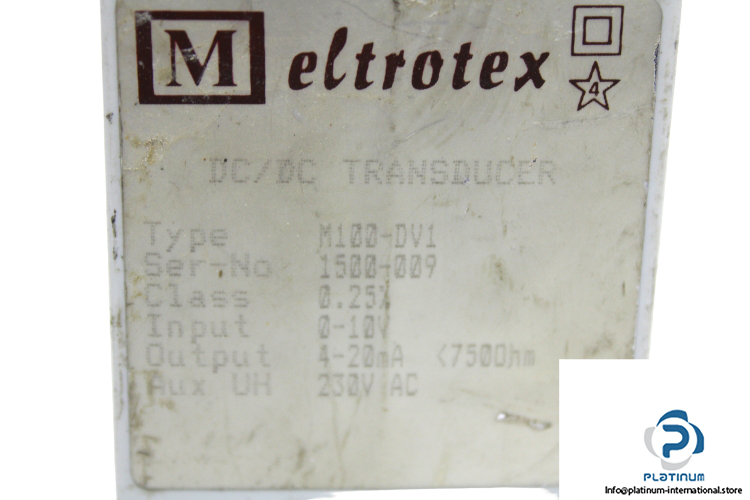 M eltrotex
4
DC/DC TRANSDUCER
Type M100-DV1
Ser-No 1500-009
Class 0.25%
Input 0-10V
Output 4-20mA <750Ohm
Aux UH 230V AC
PLATINUM
Info@platinum-international.store